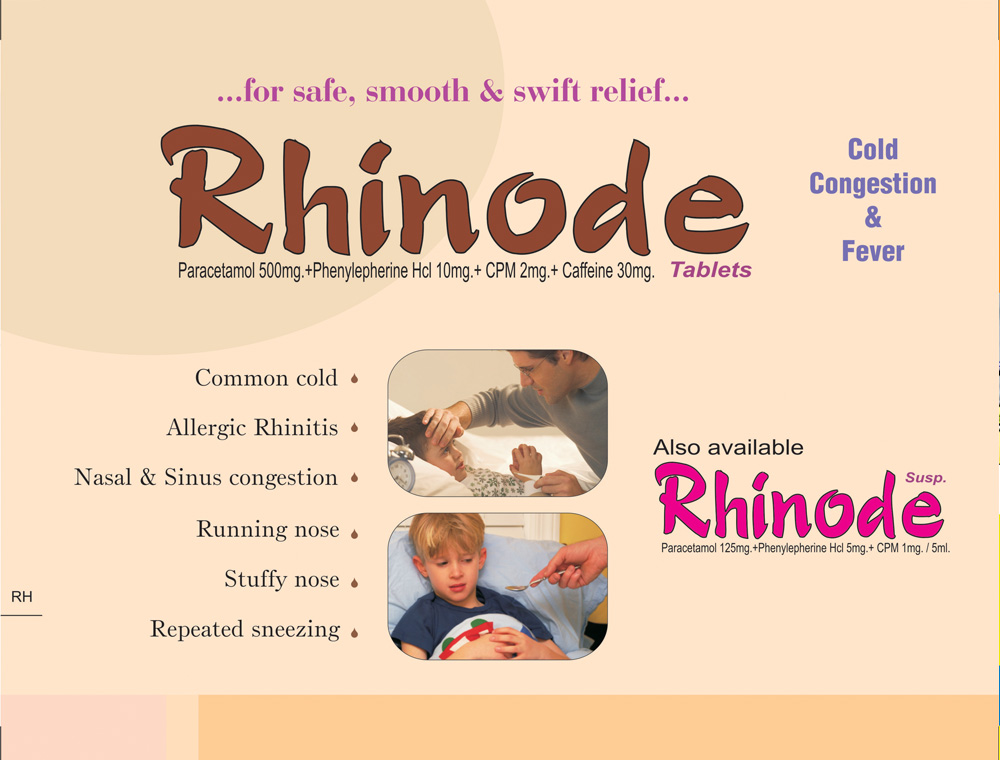 ...for safe, smooth & swift relief...
Rhinode
Paracetamol 500mg.+Phenylepherine Hcl 10mg.+ CPM 2mg.+ Caffeine 30mg. Tablets
Cold
Congestion
&
Fever
Common cold
Allergic Rhinitis
Nasal & Sinus congestion
Running nose
Stuffy nose
Repeated sneezing
Also available
Rhinode Susp.
Paracetamol 125mg.+Phenylepherine Hcl 5mg.+ CPM 1mg. / 5ml.
RH